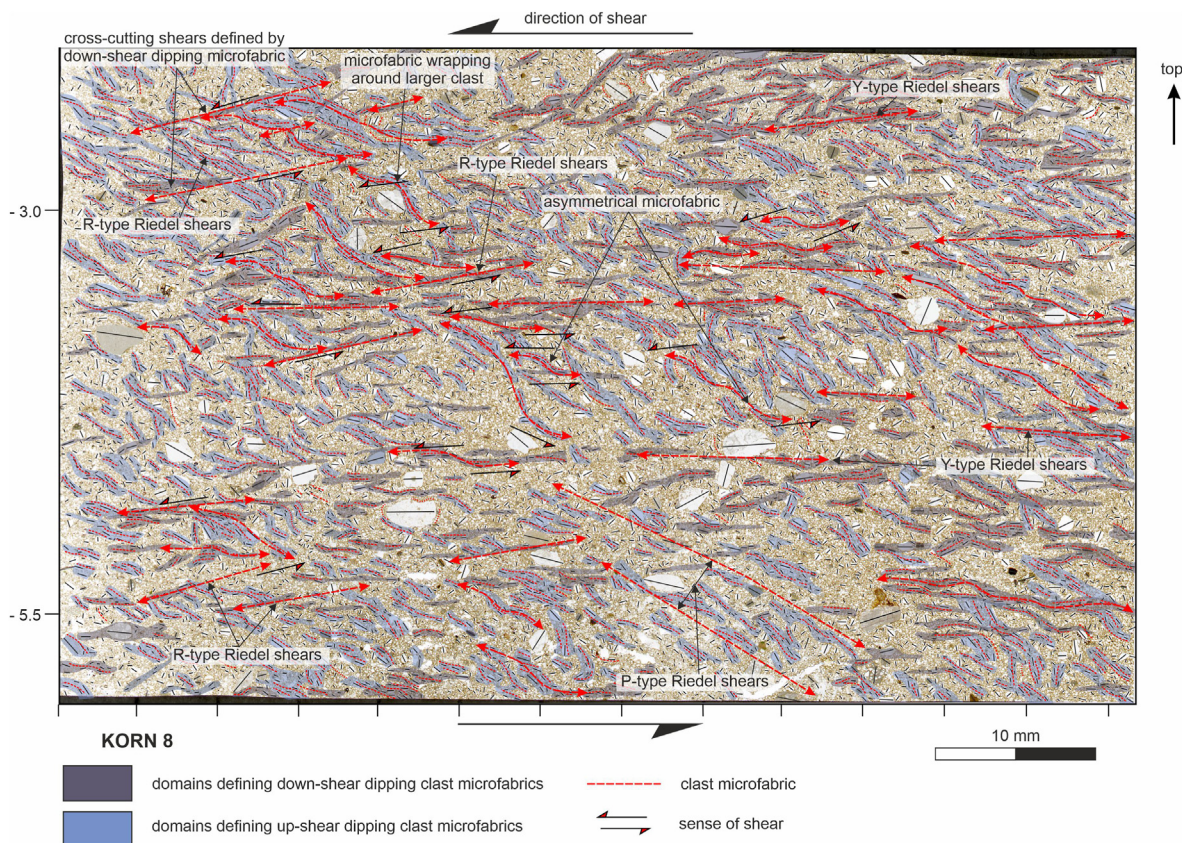 direction of shear
cross-cutting shears defined by
down-shear dipping microfabric
microfabric wrapping
around larger clast
top
Y-type Riedel shears
R-type Riedel shears
asymmetrical microfabric
- 3.0
R-type Riedel shears
Y-type Riedel shears
- 5.5
R-type Riedel shears
P-type Riedel shears
KORN 8
10 mm
domains defining down-shear dipping clast microfabrics
clast microfabric
domains defining up-shear dipping clast microfabrics
sense of shear